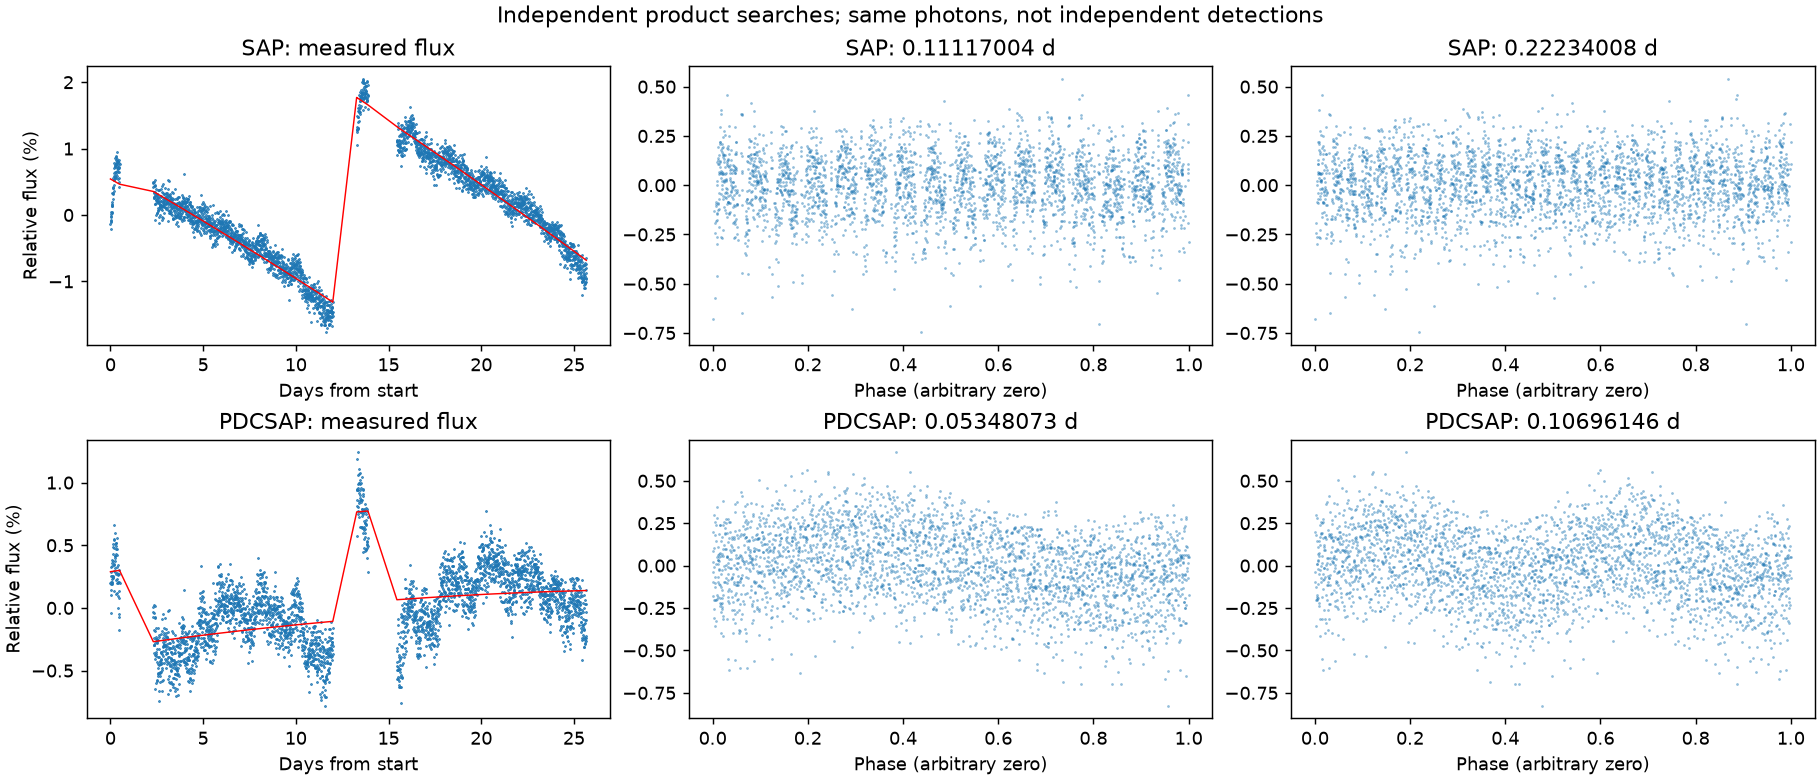 Independent product searches; same photons, not independent detections
SAP: measured flux
SAP: 0.11117004 d
SAP: 0.22234008 d
Relative flux (%)
2
1
0
−1
0.50
0.25
0.00
−0.25
−0.50
−0.75
0.50
0.25
0.00
−0.25
−0.50
−0.75
0 5 10 15 20 25
0.0 0.2 0.4 0.6 0.8 1.0
0.0 0.2 0.4 0.6 0.8 1.0
Days from start
Phase (arbitrary zero)
Phase (arbitrary zero)
PDCSAP: measured flux
PDCSAP: 0.05348073 d
PDCSAP: 0.10696146 d
Relative flux (%)
1.0
0.5
0.0
−0.5
0.50
0.25
0.00
−0.25
−0.50
−0.75
0.50
0.25
0.00
−0.25
−0.50
−0.75
0 5 10 15 20 25
0.0 0.2 0.4 0.6 0.8 1.0
0.0 0.2 0.4 0.6 0.8 1.0
Days from start
Phase (arbitrary zero)
Phase (arbitrary zero)